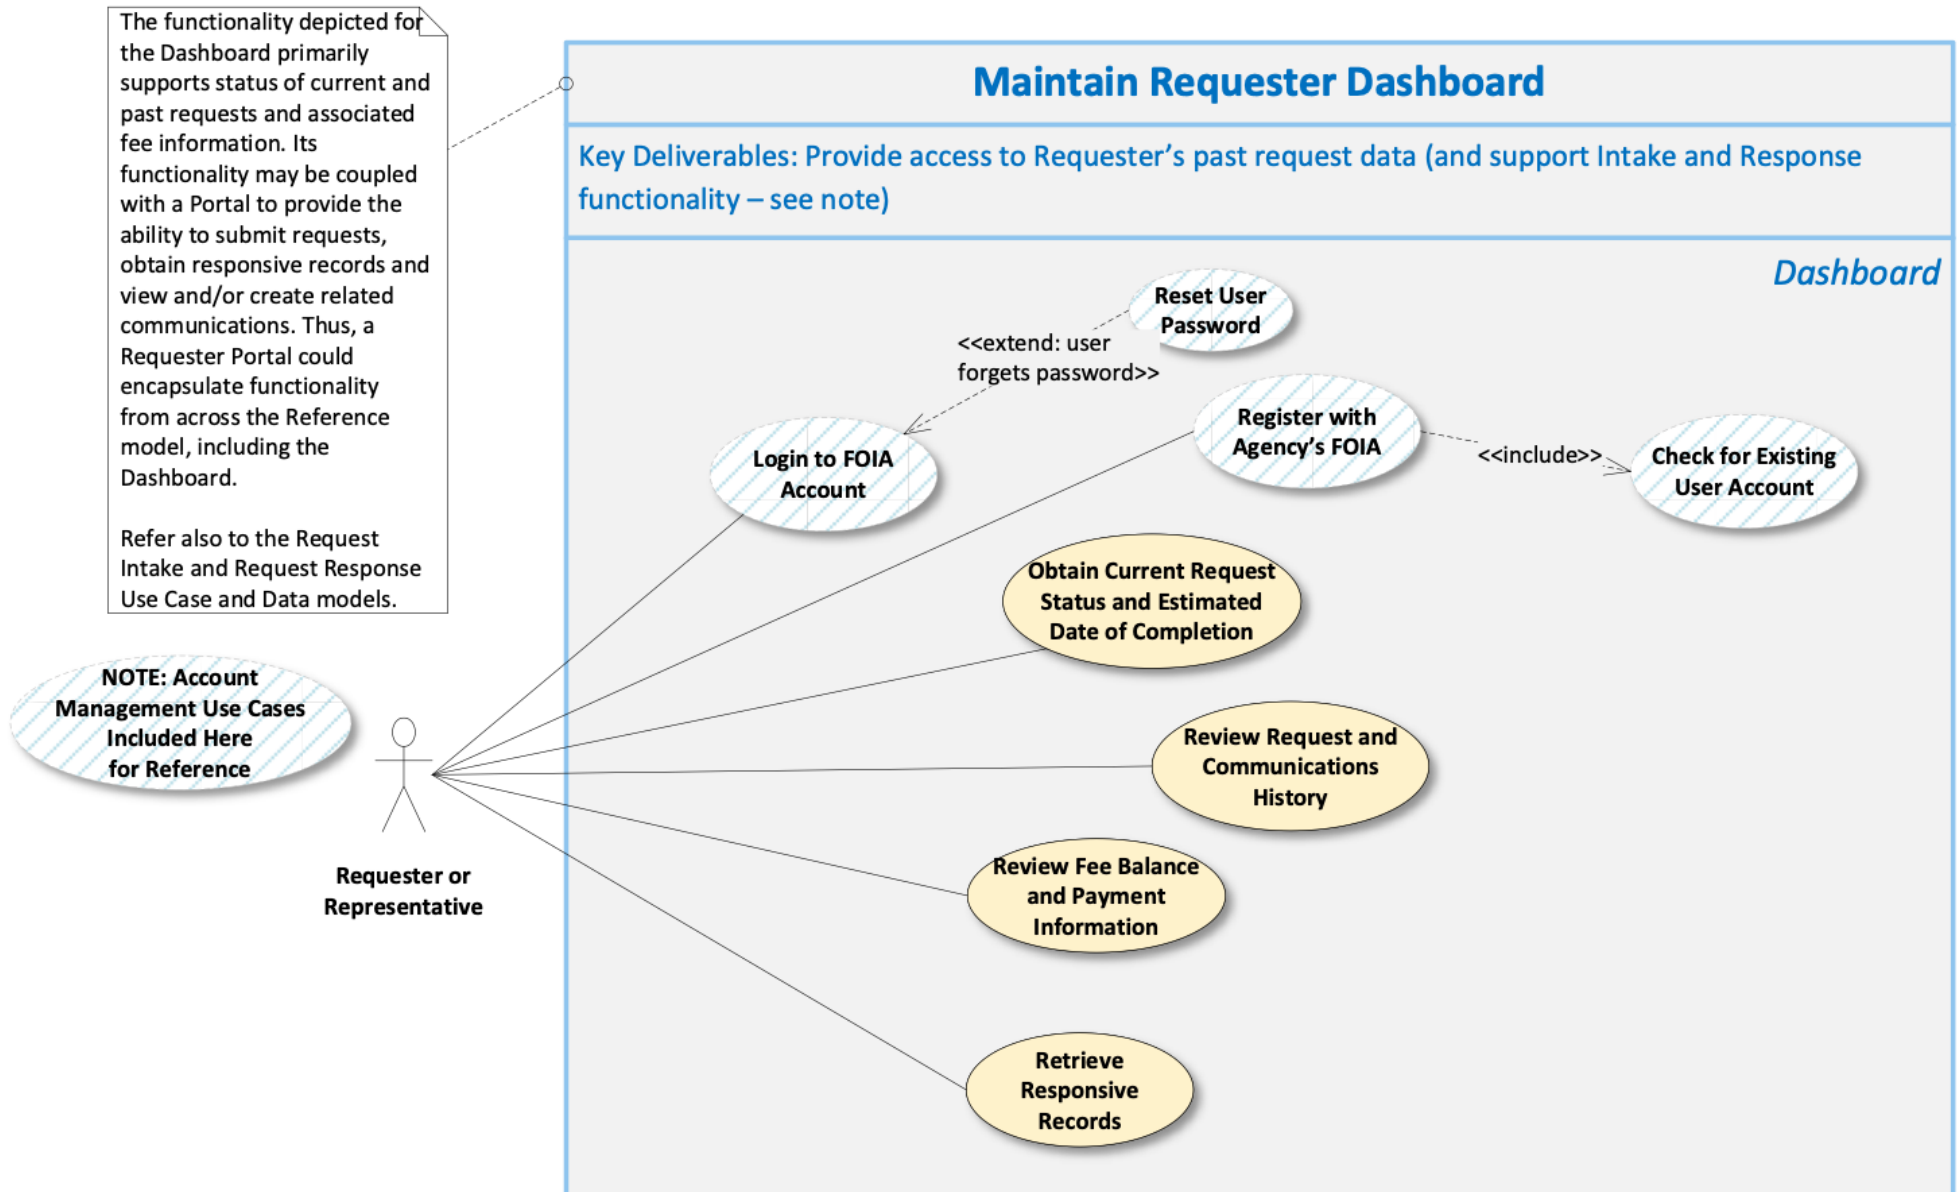 The functionality depicted for
the Dashboard primarily
supports status of current and
past requests and associated
fee information. Its
functionality may be coupled
with a Portal to provide the
ability to submit requests,
obtain responsive records and
view and/or create related
communications. Thus, a
Requester Portal could
encapsulate functionality
from across the Reference
model, including the
Dashboard.
Refer also to the Request
Intake and Request Response
Use Case and Data models.
Maintain Requester Dashboard
Key Deliverables: Provide access to Requester’s past request data (and support Intake and Response
functionality – see note)
Dashboard
Reset User
Password
<<extend: user
forgets password>>
Login to FOIA
Account
Register with
Agency’s FOIA
<<include>>
Check for Existing
User Account
Obtain Current Request
Status and Estimated
Date of Completion
NOTE: Account
Management Use Cases
Included Here
for Reference
Review Request and
Communications
History
Requester or
Representative
Review Fee Balance
and Payment
Information
Retrieve
Responsive
Records